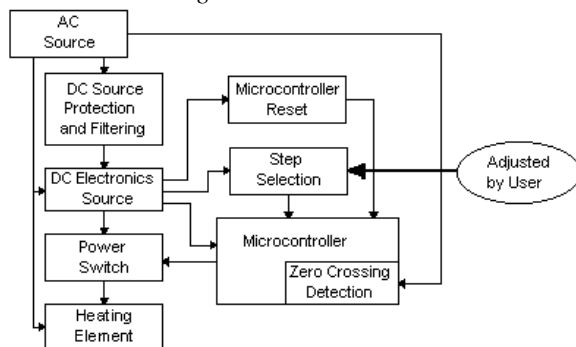 AC
Source
DC Source
Protection
and Filtering
Microcontroller
Reset
DC Electronics
Source
Step
Selection
Adjusted
by User
Power
Switch
Microcontroller
Zero Crossing
Detection
Heating
Element